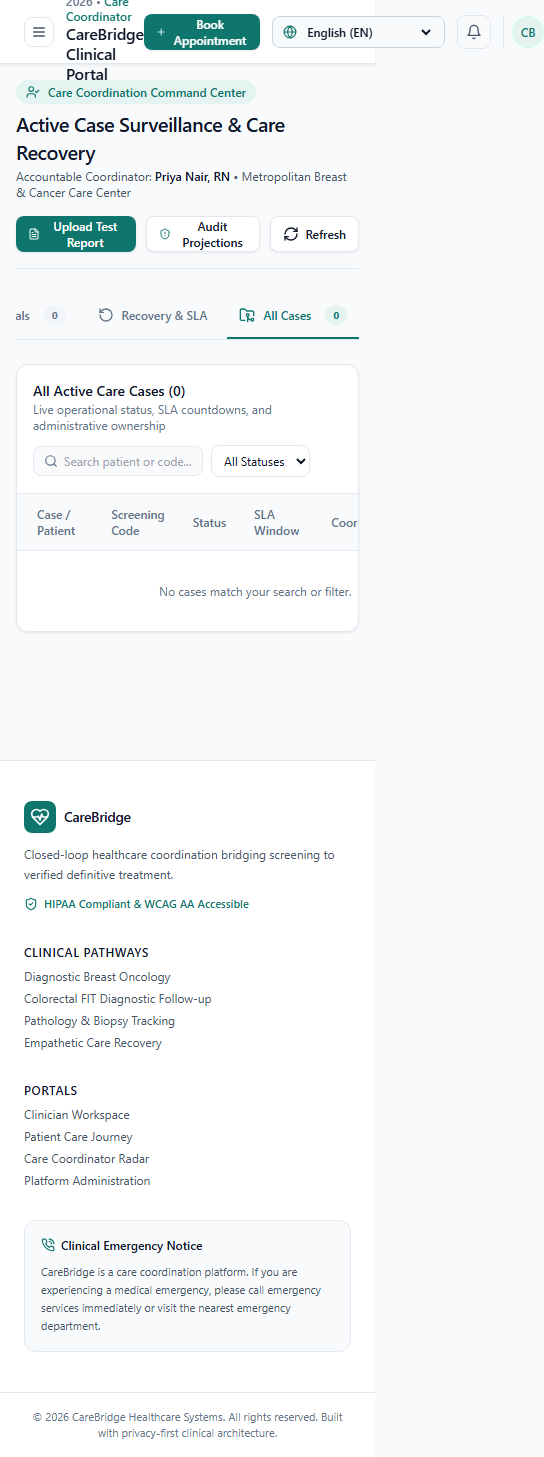 2026 • Care
Coordinator
CareBridge
Clinical
Portal
Book
Appointment
English (EN)
CB
Care Coordination Command Center
Active Case Surveillance & Care
Recovery
Accountable Coordinator: Priya Nair, RN • Metropolitan Breast
& Cancer Care Center
Upload Test
Report
Audit
Projections
Refresh
als 0
Recovery & SLA
All Cases 0
All Active Care Cases (0)
Live operational status, SLA countdowns, and
administrative ownership
Search patient or code...
All Statuses
Case /
Patient
Screening
Code
Status
SLA
Window
Coor
No cases match your search or filter.
CareBridge
Closed-loop healthcare coordination bridging screening to
verified definitive treatment.
HIPAA Compliant & WCAG AA Accessible
CLINICAL PATHWAYS
Diagnostic Breast Oncology
Colorectal FIT Diagnostic Follow-up
Pathology & Biopsy Tracking
Empathetic Care Recovery
PORTALS
Clinician Workspace
Patient Care Journey
Care Coordinator Radar
Platform Administration
Clinical Emergency Notice
CareBridge is a care coordination platform. If you are
experiencing a medical emergency, please call emergency
services immediately or visit the nearest emergency
department.
© 2026 CareBridge Healthcare Systems. All rights reserved. Built
with privacy-first clinical architecture.